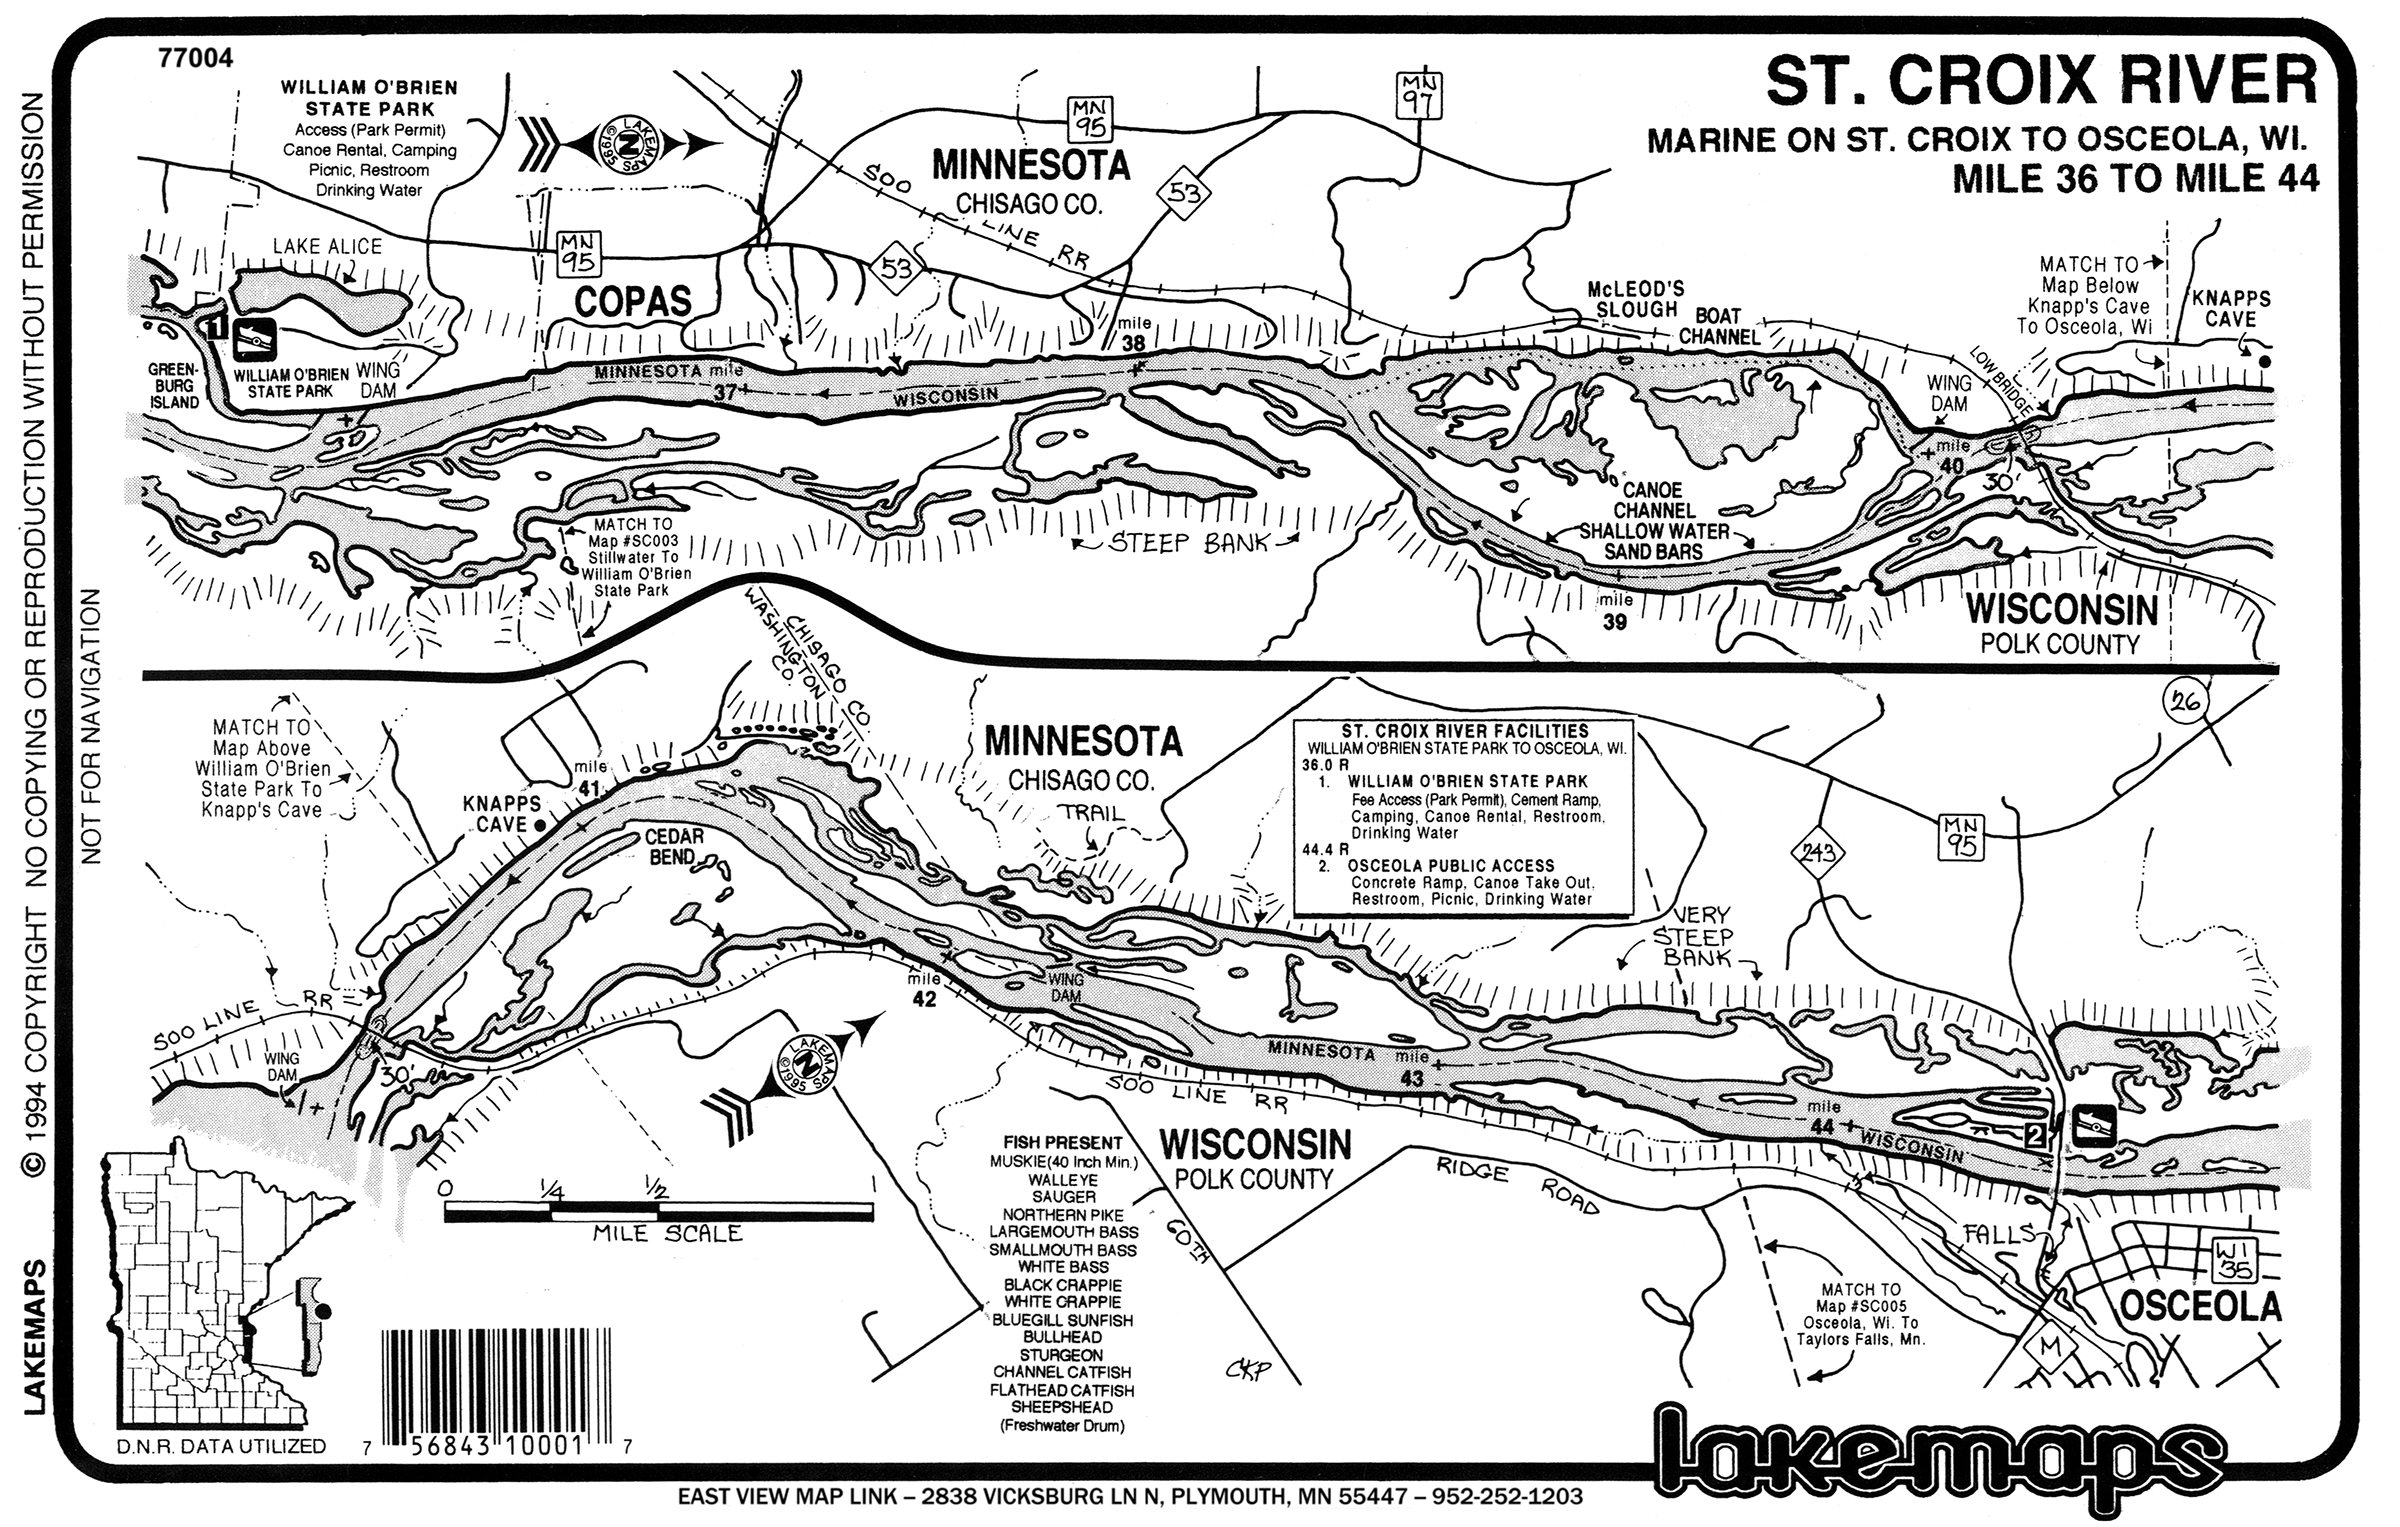 77004
ST. CROIX RIVER
MARINE ON ST. CROIX TO OSCEOLA, WI.
MILE 36 TO MILE 44
WILLIAM O'BRIEN
STATE PARK
Access (Park Permit)
Canoe Rental, Camping
Picnic, Restroom
Drinking Water
LAKEMAPS
N
©1995
MN
95
MN
97
MINNESOTA
CHISAGO CO.
SOO LINE RR
53
53
LAKE ALICE
MN
95
COPAS
1
GREEN-
BURG
ISLAND
WILLIAM O'BRIEN
STATE PARK
WING
DAM
30'
MINNESOTA
mile
37
WISCONSIN
mile
38
McLEOD'S
SLOUGH
BOAT
CHANNEL
MATCH TO
Map Below
Knapp's Cave
To Osceola, Wi
KNAPPS
CAVE
LOW BRIDGE
WING
DAM
mile
40
30'
CANOE
CHANNEL
SHALLOW WATER
SAND BARS
mile
39
STEEP BANK
MATCH TO
Map #SC003
Stillwater To
William O'Brien
State Park
WISCONSIN
POLK COUNTY
CHISAGO CO
WASHINGTON
CO.
MATCH TO
Map Above
William O'Brien
State Park To
Knapp's Cave
mile
41
KNAPPS
CAVE
CEDAR
BEND
MINNESOTA
CHISAGO CO.
TRAIL
ST. CROIX RIVER FACILITIES
WILLIAM O'BRIEN STATE PARK TO OSCEOLA, WI.
36.0 R
1. WILLIAM O'BRIEN STATE PARK
Fee Access (Park Permit), Cement Ramp,
Camping, Canoe Rental, Restroom,
Drinking Water
44.4 R
2. OSCEOLA PUBLIC ACCESS
Concrete Ramp, Canoe Take Out,
Restroom, Picnic, Drinking Water
26
243
MN
95
VERY
STEEP
BANK
SOO LINE RR
WING
DAM
30'
mile
42
WING
DAM
MINNESOTA
mile
43
SOO LINE RR
mile
44
WISCONSIN
2
LAKEMAPS
N
©1995
0 1/4 1/2 1
MILE SCALE
FISH PRESENT
MUSKIE(40 Inch Min.)
WALLEYE
SAUGER
NORTHERN PIKE
LARGEMOUTH BASS
SMALLMOUTH BASS
WHITE BASS
BLACK CRAPPIE
WHITE CRAPPIE
BLUEGILL SUNFISH
BULLHEAD
STURGEON
CHANNEL CATFISH
FLATHEAD CATFISH
SHEEPSHEAD
(Freshwater Drum)
WISCONSIN
POLK COUNTY
60TH
RIDGE ROAD
CKP
MATCH TO
Map #SC005
Osceola, Wi. To
Taylors Falls, Mn.
FALLS
WI
35
OSCEOLA
M
D.N.R. DATA UTILIZED
7 56843 10001 7
lakemaps
EAST VIEW MAP LINK – 2838 VICKSBURG LN N, PLYMOUTH, MN 55447 – 952-252-1203
LAKEMAPS © 1994 COPYRIGHT NO COPYING OR REPRODUCTION WITHOUT PERMISSION
NOT FOR NAVIGATION